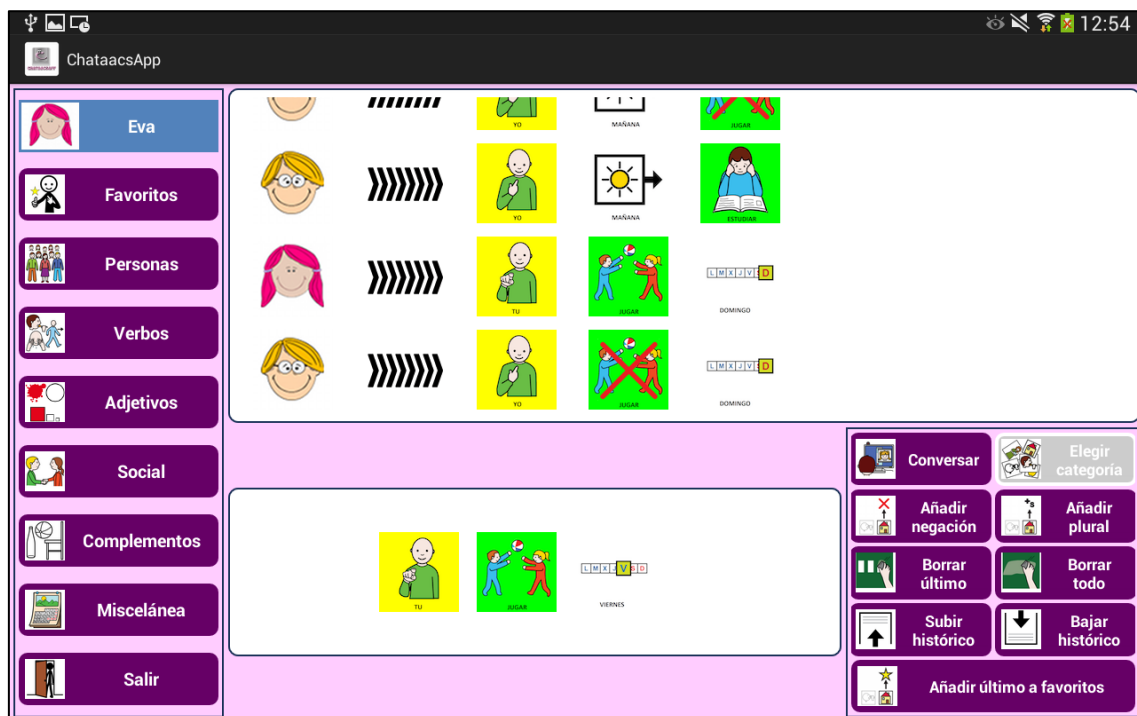 12:54
CHATAACSAPP
ChataacsApp
Eva
Favoritos
Personas
Verbos
Adjetivos
Social
Complementos
Miscelánea
Salir
YO
MAÑANA
JUGAR
YO
MAÑANA
ESTUDIAR
L M X J V S D
TU
JUGAR
DOMINGO
L M X J V S D
YO
JUGAR
DOMINGO
L M X J V S D
TU
JUGAR
VIERNES
Conversar
Elegir
categoría
+s
Añadir
negación
Añadir
plural
Borrar
último
Borrar
todo
Subir
histórico
Bajar
histórico
Añadir último a favoritos